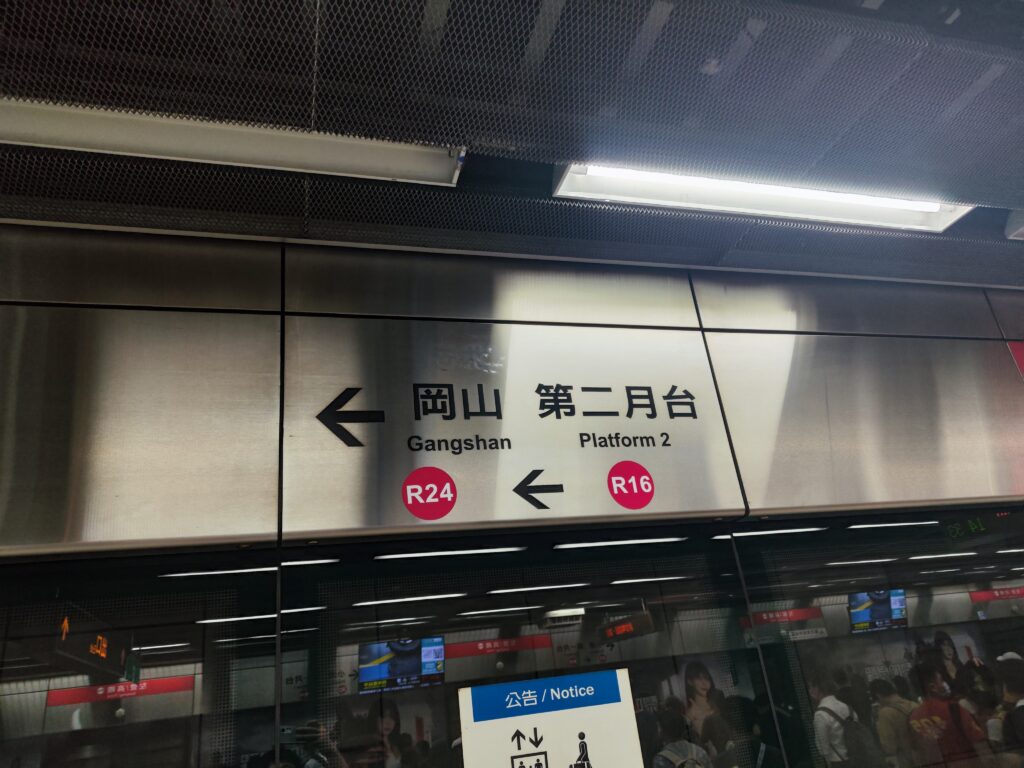 岡山 第二月台
Gangshan Platform 2
R24 R16
公告 / Notice